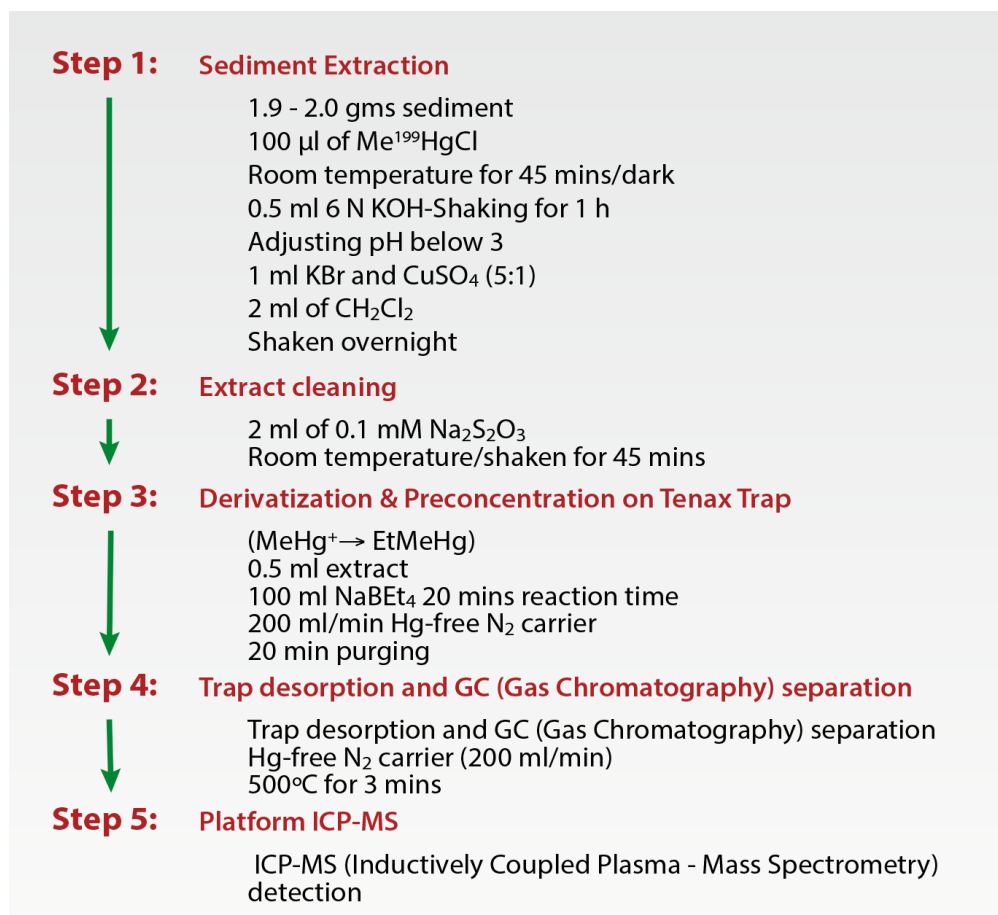 Step 1: Sediment Extraction
1.9 - 2.0 gms sediment
100 µl of Me¹⁹⁹HgCl
Room temperature for 45 mins/dark
0.5 ml 6 N KOH-Shaking for 1 h
Adjusting pH below 3
1 ml KBr and CuSO₄ (5:1)
2 ml of CH₂Cl₂
Shaken overnight
Step 2: Extract cleaning
2 ml of 0.1 mM Na₂S₂O₃
Room temperature/shaken for 45 mins
Step 3: Derivatization & Preconcentration on Tenax Trap
(MeHg⁺→ EtMeHg)
0.5 ml extract
100 ml NaBEt₄ 20 mins reaction time
200 ml/min Hg-free N₂ carrier
20 min purging
Step 4: Trap desorption and GC (Gas Chromatography) separation
Trap desorption and GC (Gas Chromatography) separation
Hg-free N₂ carrier (200 ml/min)
500ºC for 3 mins
Step 5: Platform ICP-MS
ICP-MS (Inductively Coupled Plasma - Mass Spectrometry)
detection